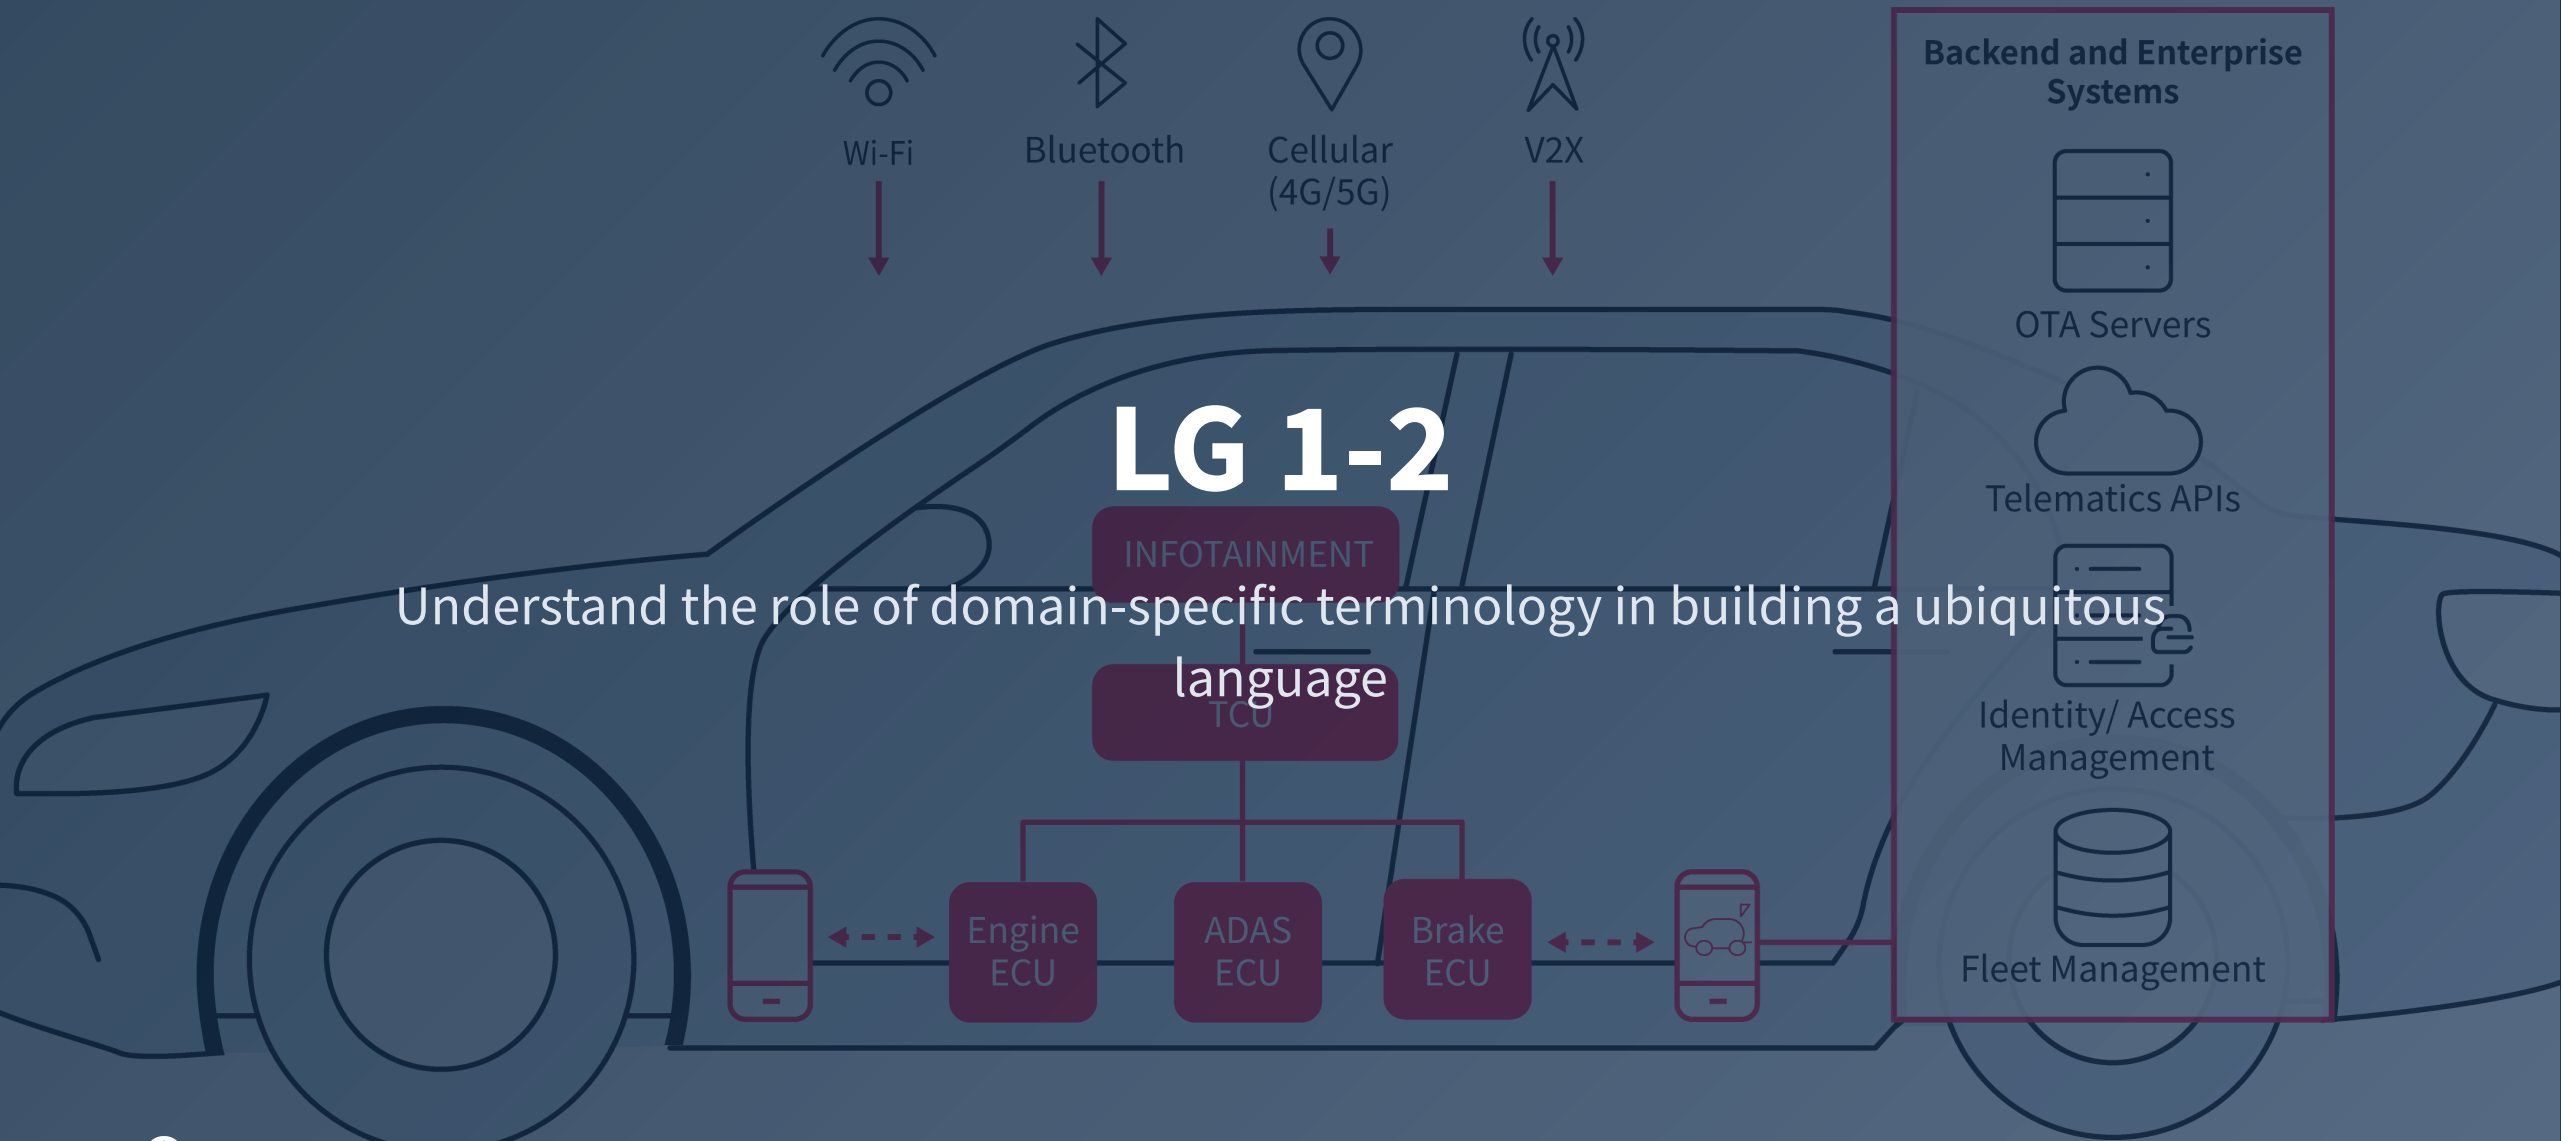 Wi-Fi
Bluetooth
Cellular
(4G/5G)
V2X
Backend and Enterprise
Systems
OTA Servers
Telematics APIs
Identity/ Access
Management
Fleet Management
LG 1-2
INFOTAINMENT
Understand the role of domain-specific terminology in building a ubiquitous
language
TCU
Engine
ECU
ADAS
ECU
Brake
ECU